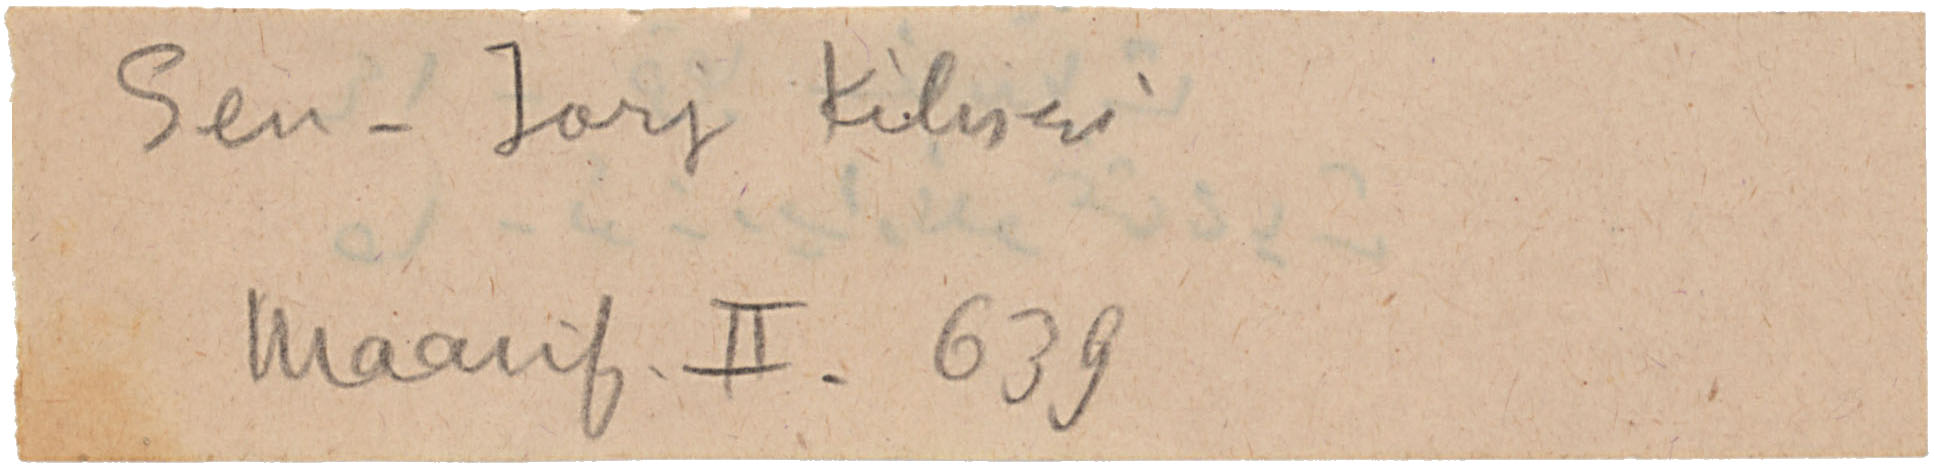 Sen - Jorj Kilisesi
Maarif. II. 639